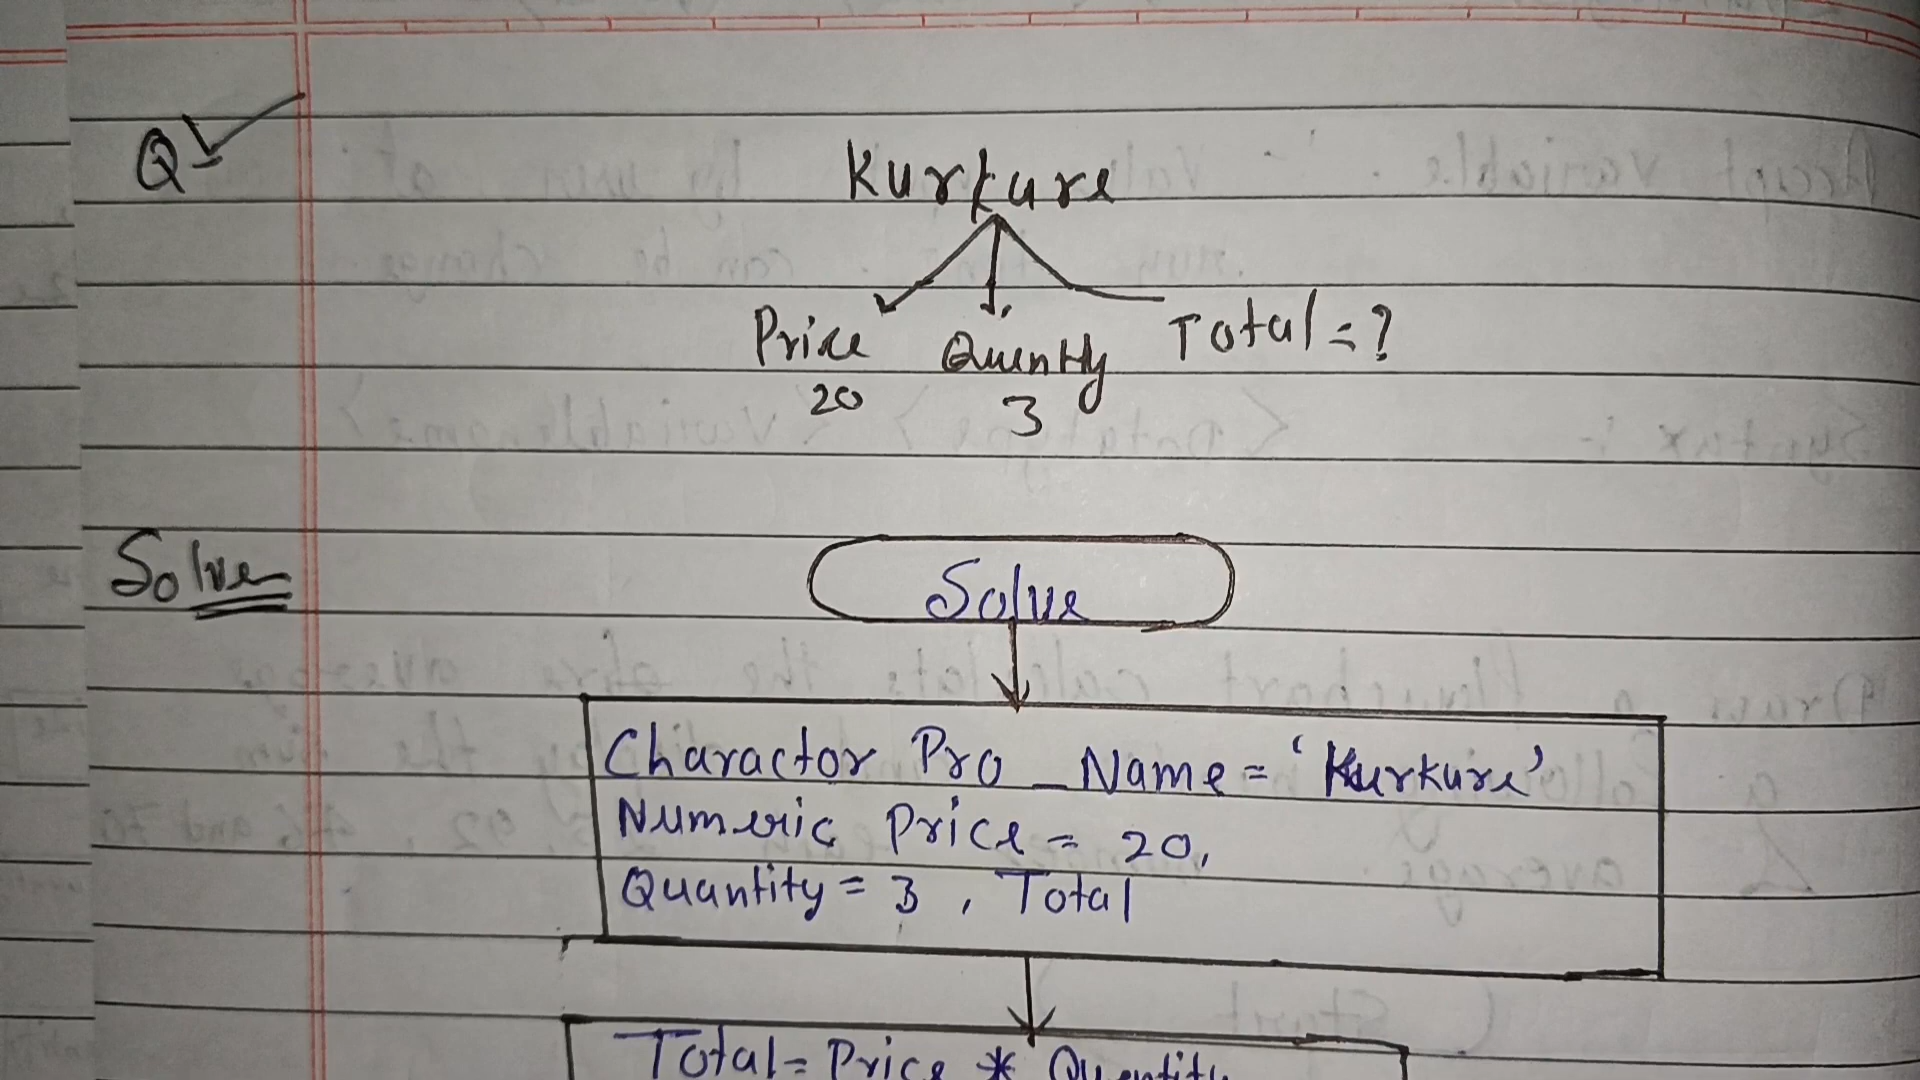 Q
Kurkure
Price Quentity Total = ?
20 3
Solve
Solve
Charactor Pro_Name = 'Kurkure'
Numeric Price = 20,
Quantity = 3 , Total
Total = Price * Quantity